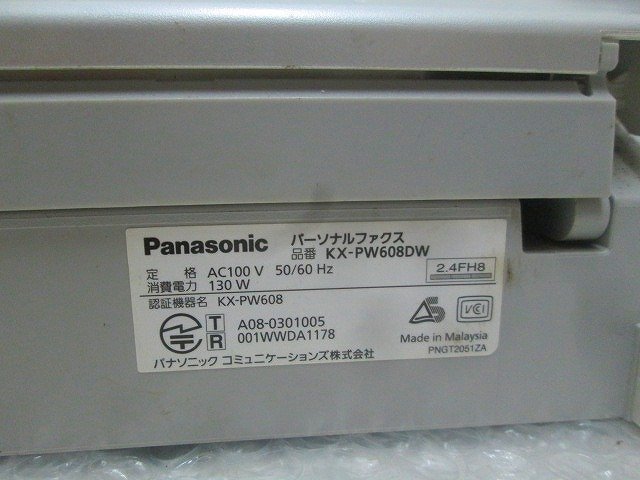 Panasonic パーソナルファクス
品番 KX-PW608DW
定 格 AC100 V 50/60 Hz
消費電力 130 W
2.4FH8
認証機器名 KX-PW608
T A08-0301005
R 001WWDA1178
VCCI
Made in Malaysia
PNGT2051ZA
パナソニック コミュニケーションズ株式会社